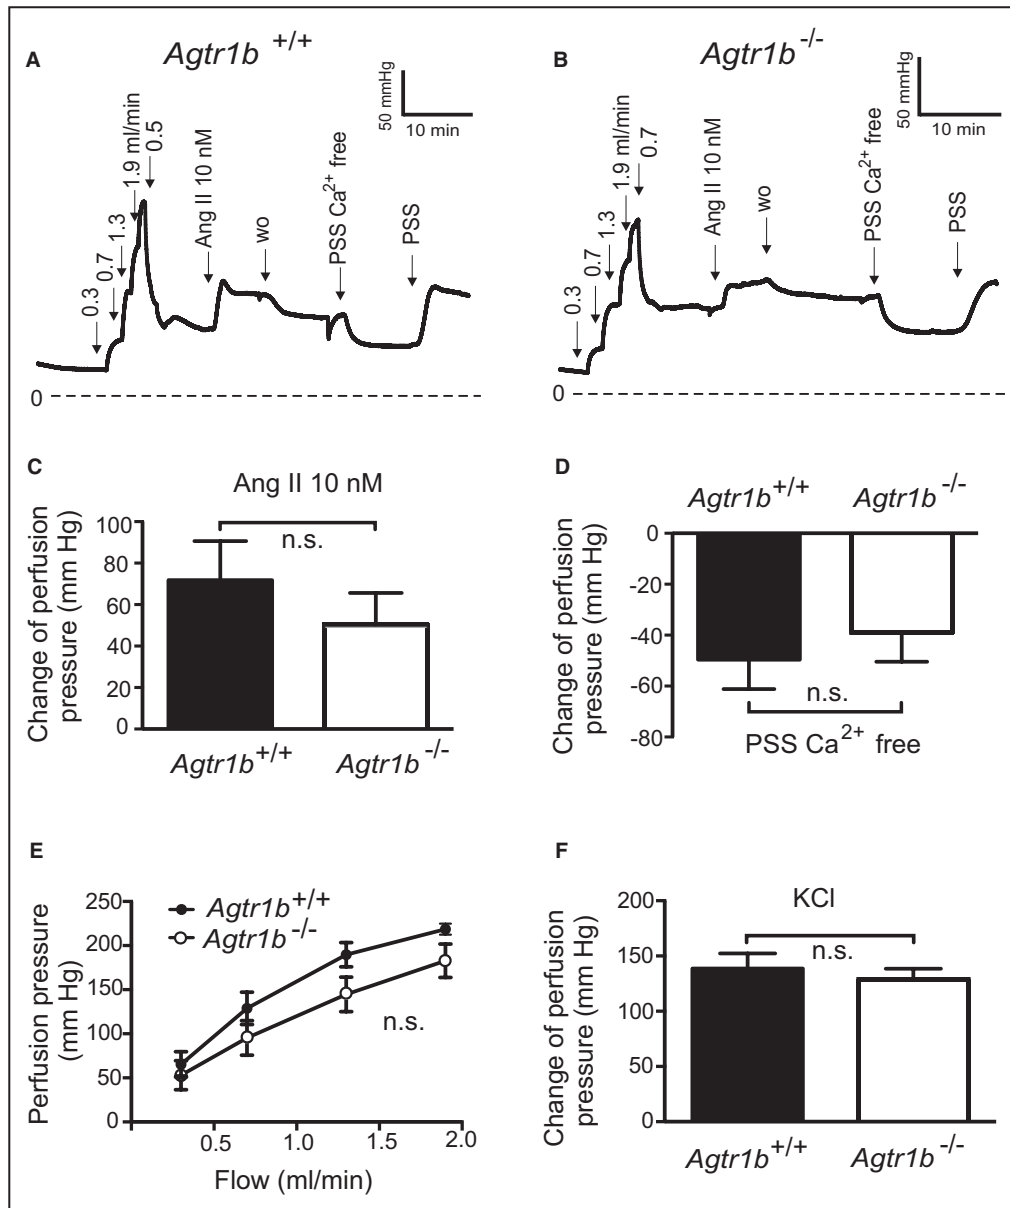 A
Agtr1b +/+
50 mmHg
10 min
0.3
0.7
1.3
1.9 ml/min
0.5
Ang II 10 nM
wo
PSS Ca2+ free
PSS
0
B
Agtr1b -/-
50 mmHg
10 min
0.3
0.7
1.3
1.9 ml/min
0.7
Ang II 10 nM
wo
PSS Ca2+ free
PSS
0
C
Ang II 10 nM
Change of perfusion
pressure (mm Hg)
100
80
60
40
20
0
n.s.
Agtr1b+/+
Agtr1b-/-
D
Agtr1b+/+
Agtr1b-/-
Change of perfusion
pressure (mm Hg)
0
-20
-40
-60
-80
n.s.
PSS Ca2+ free
E
Perfusion pressure
(mm Hg)
250
200
150
100
50
0
Agtr1b+/+
Agtr1b-/-
n.s.
0.5
1.0
1.5
2.0
Flow (ml/min)
F
KCl
Change of perfusion
pressure (mm Hg)
200
150
100
50
0
n.s.
Agtr1b+/+
Agtr1b-/-